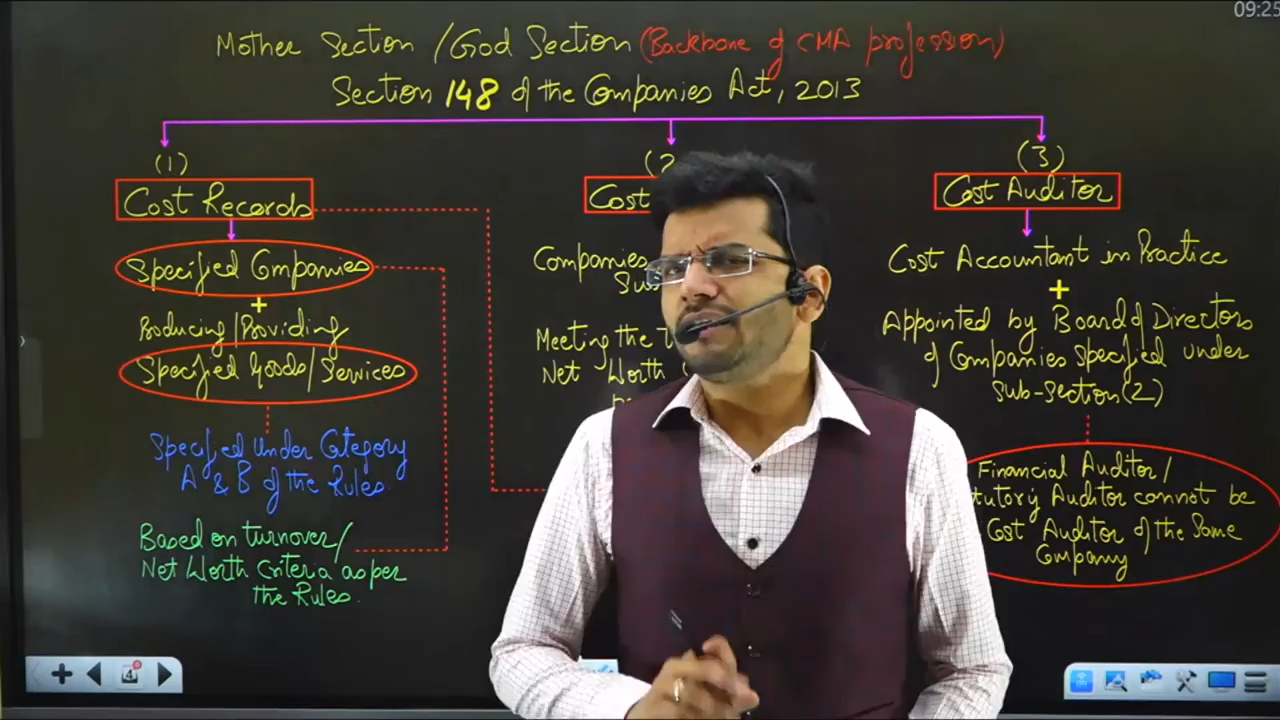 09:25
Mother Section /God Section (Backbone of CMA profession)
Section 148 of the Companies Act, 2013
(1)
Cost Records
Specified Companies
+
Producing/Providing
Specified Goods/Services
Specified under Category
A & B of the Rules
Based on turnover/
Net Worth Criteria as per
the Rules.
(2
Cost
Companies
Su
Meeting the
Net Worth
(3)
Cost Auditor
Cost Accountant in Practice
+
Appointed by Board of Directors
of Companies specified under
sub-section (2)
Financial Auditor/
tutory Auditor cannot be
Cost Auditor of the Same
Company
4